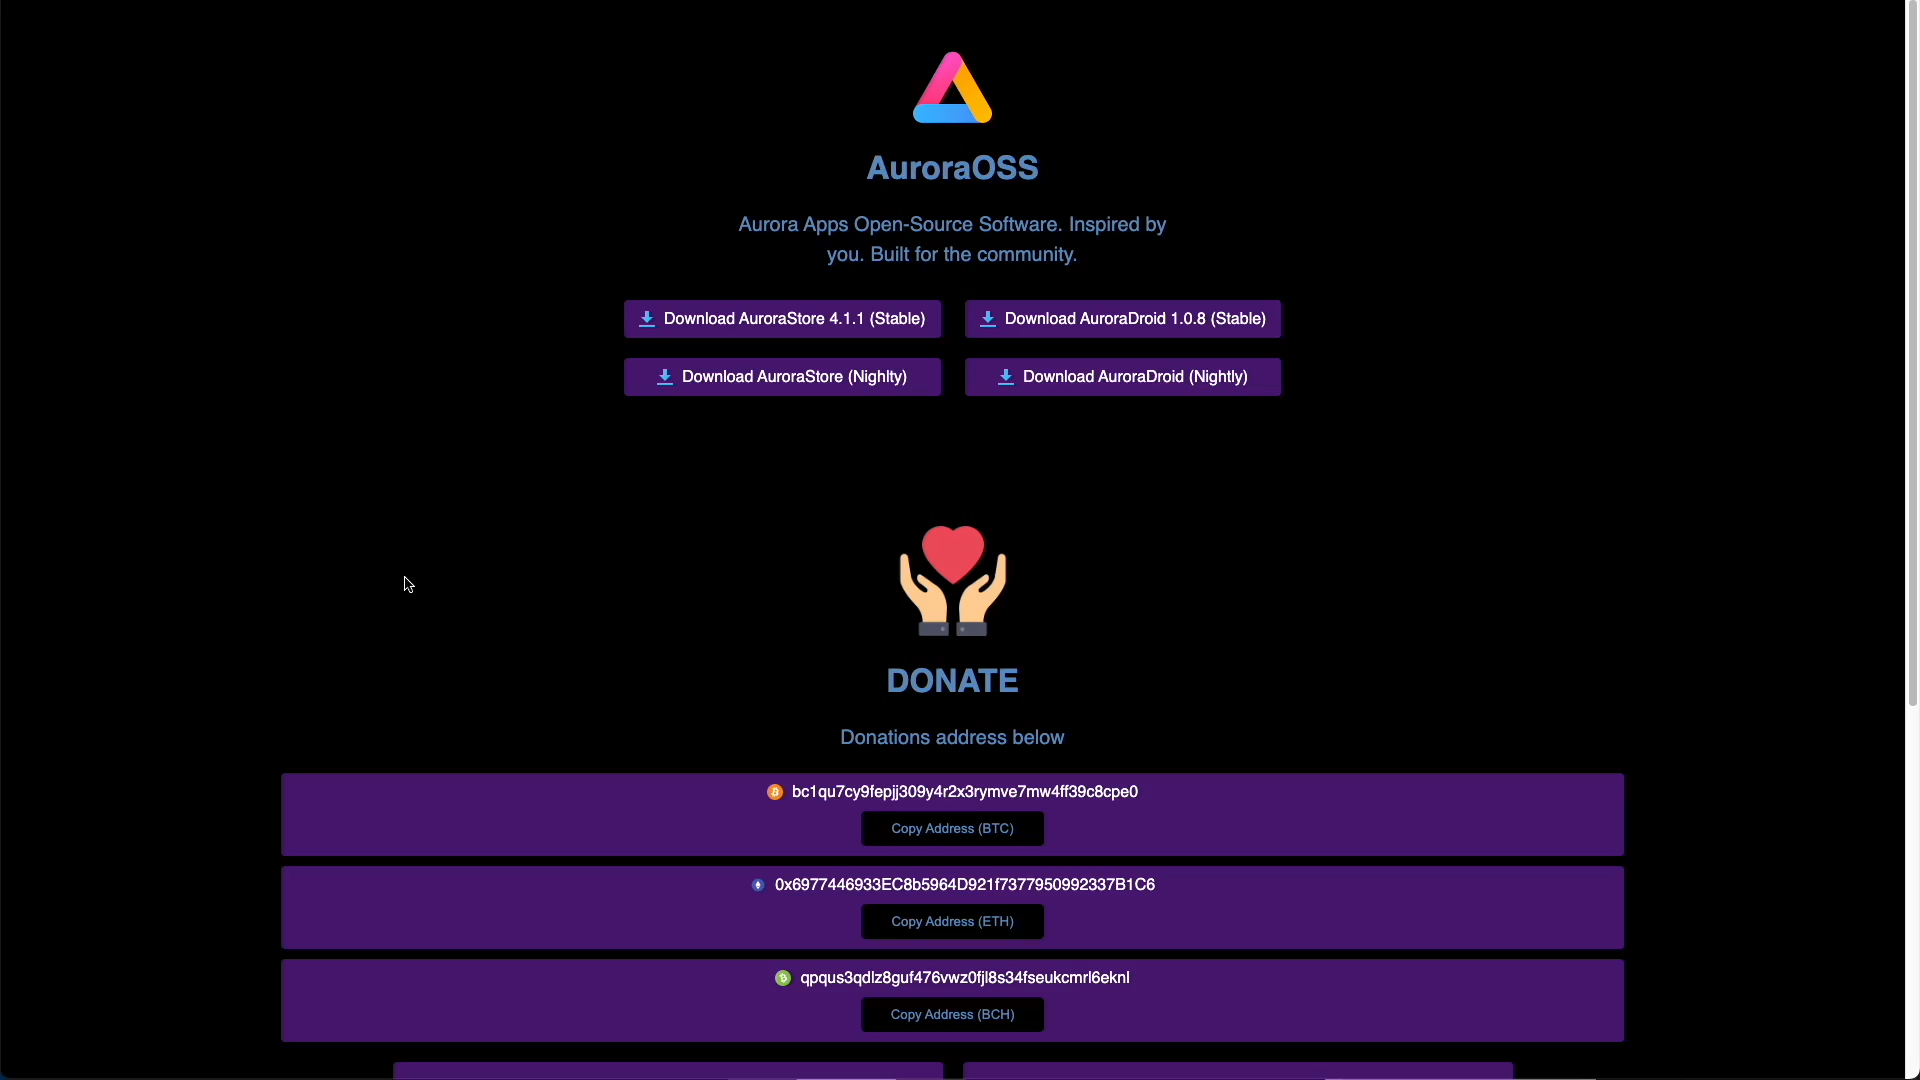 AuroraOSS
Aurora Apps Open-Source Software. Inspired by
you. Built for the community.
Download AuroraStore 4.1.1 (Stable)
Download AuroraDroid 1.0.8 (Stable)
Download AuroraStore (Nighlty)
Download AuroraDroid (Nightly)
DONATE
Donations address below
bc1qu7cy9fepjj309y4r2x3rymve7mw4ff39c8cpe0
Copy Address (BTC)
0x6977446933EC8b5964D921f7377950992337B1C6
Copy Address (ETH)
qpqus3qdlz8guf476vwz0fjl8s34fseukcmrl6eknl
Copy Address (BCH)